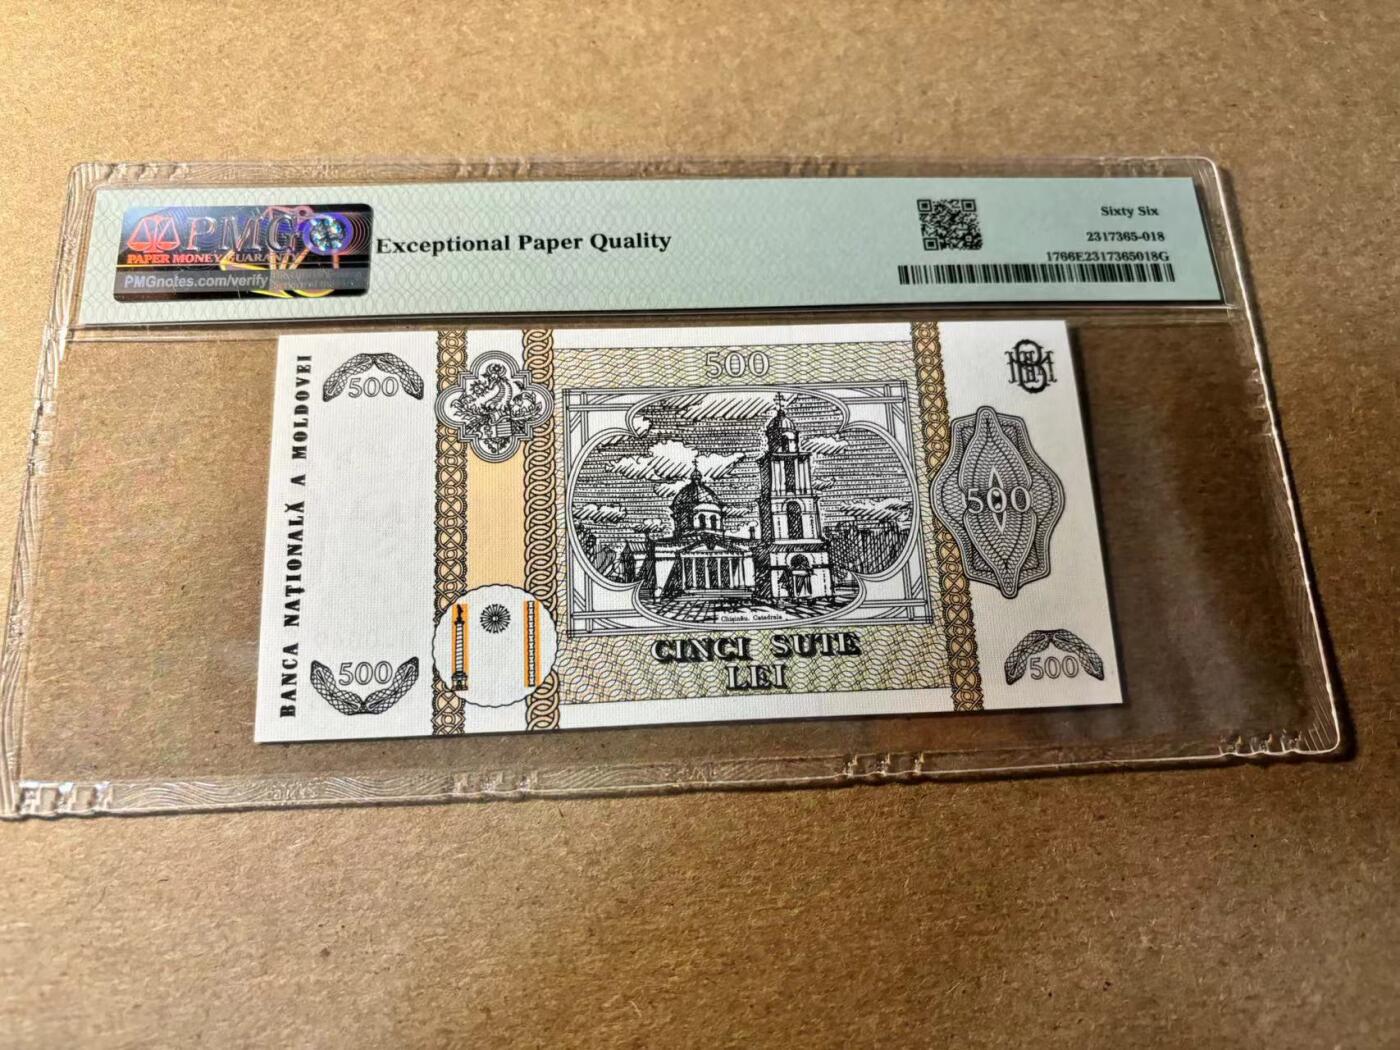 PMG
PAPER MONEY GUARANTY
PMGnotes.com/verify
Exceptional Paper Quality
Sixty Six
2317365-018
1766E2317365018G
BANCA NAȚIONALĂ A MOLDOVEI
500
500
500
500
Chișinău. Catedrala
CINCI SUTE
LEI
500